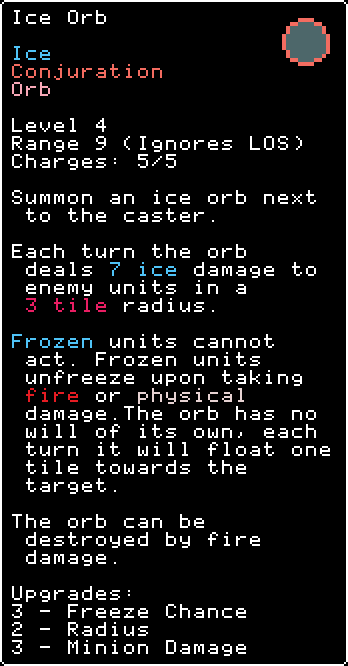 Ice Orb
Ice
Conjuration
Orb
Level 4
Range 9 (Ignores LOS)
Charges: 5/5
Summon an ice orb next
to the caster.
Each turn the orb
deals 7 ice damage to
enemy units in a
3 tile radius.
Frozen units cannot
act. Frozen units
unfreeze upon taking
fire or physical
damage.The orb has no
will of its own, each
turn it will float one
tile towards the
target.
The orb can be
destroyed by fire
damage.
Upgrades:
3 - Freeze Chance
2 - Radius
3 - Minion Damage